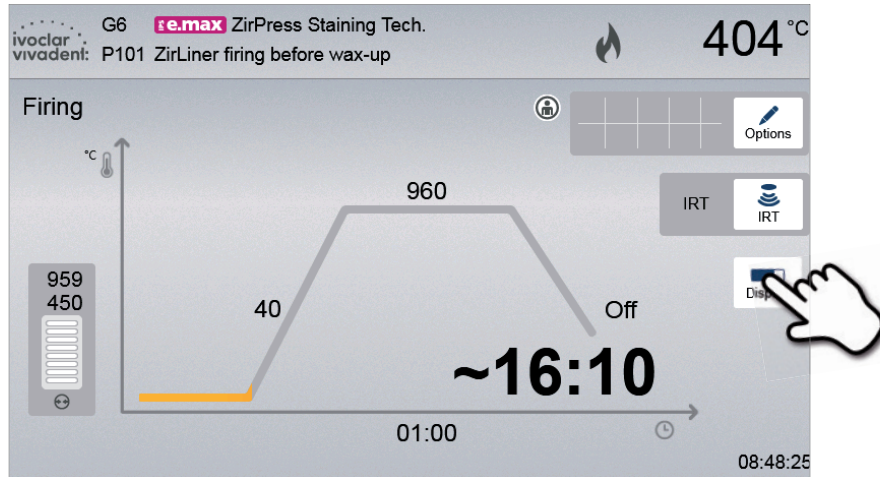 ivoclar
vivadent:
G6 IPS e.max ZirPress Staining Tech.
P101 ZirLiner firing before wax-up
404 °C
Firing
Options
°C
960
IRT
IRT
959
450
40
Off
~16:10
01:00
08:48:25